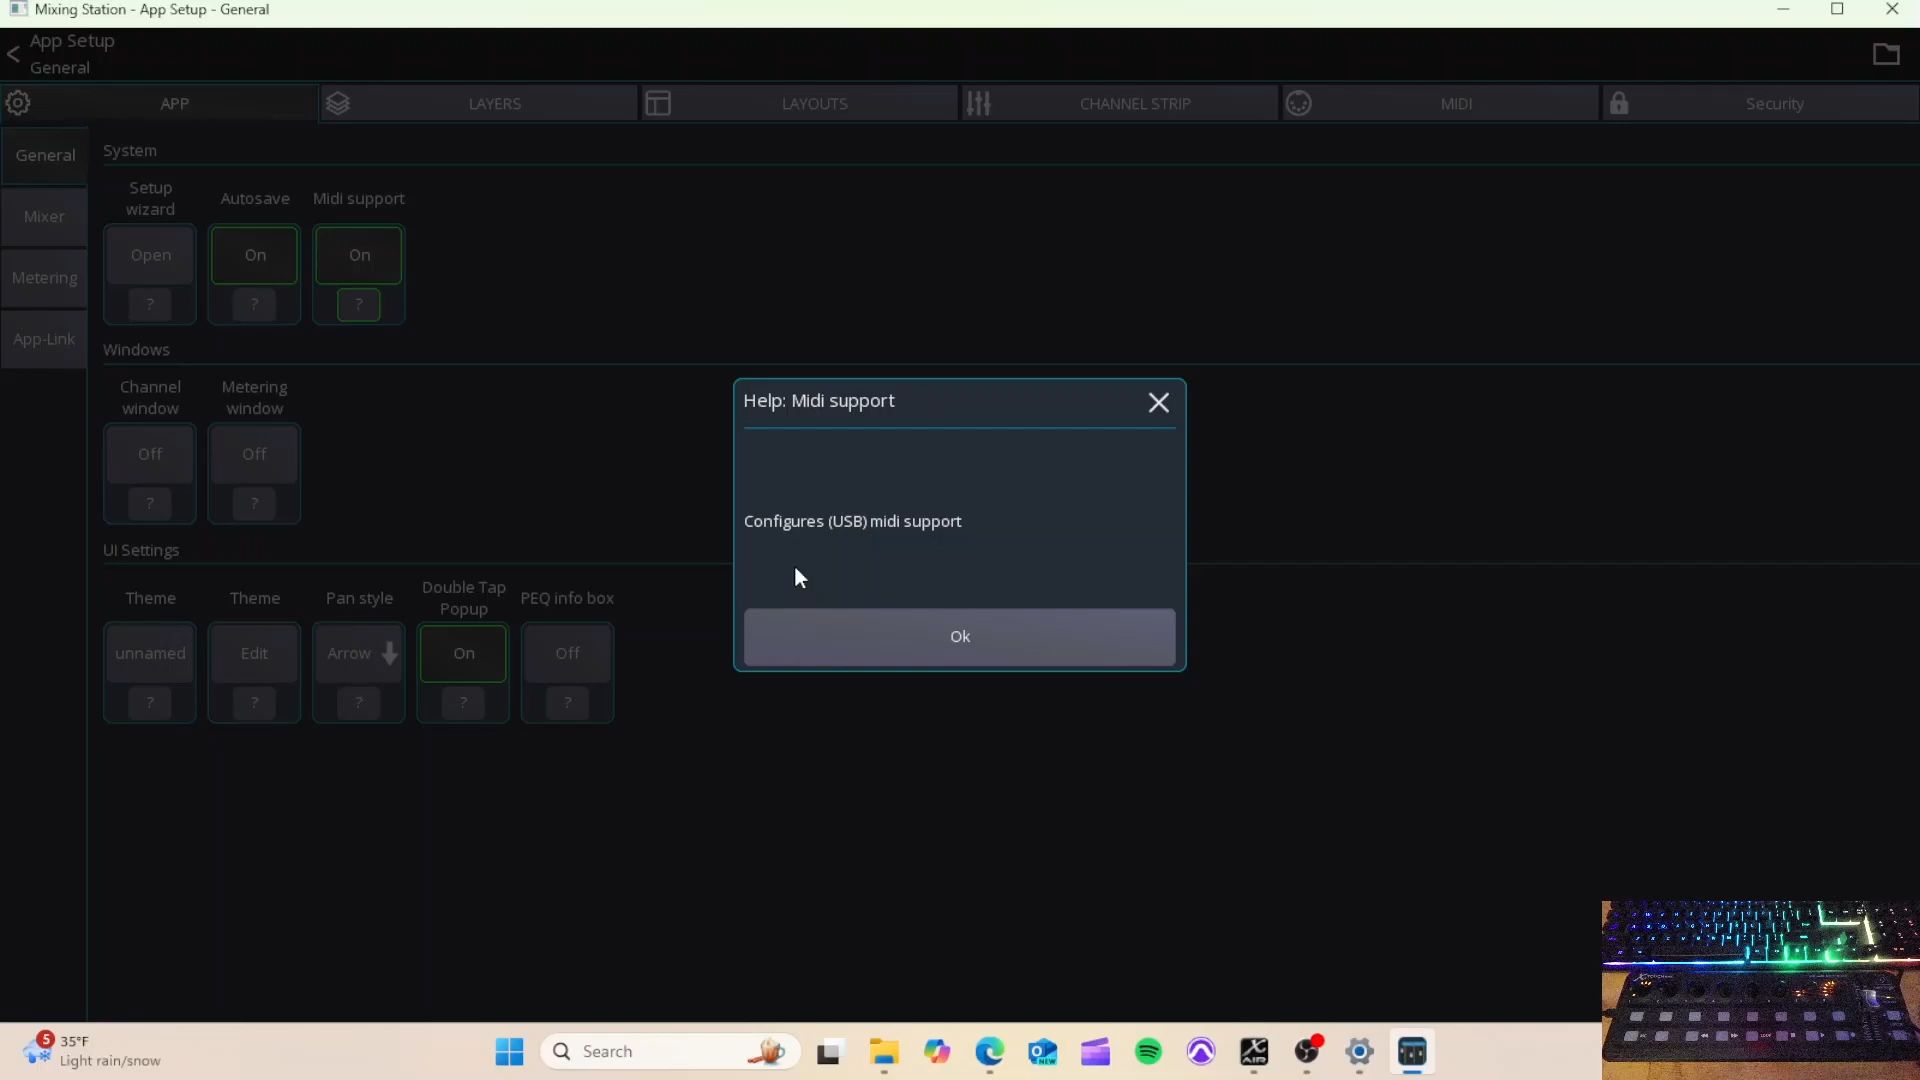 Mixing Station - App Setup - General
App Setup
General
APP
LAYERS
LAYOUTS
CHANNEL STRIP
MIDI
Security
General
Mixer
Metering
App-Link
System
Setup wizard
Autosave
Midi support
Open
On
On
?
?
?
Windows
Channel window
Metering window
Off
Off
?
?
UI Settings
Theme
Theme
Pan style
Double Tap Popup
PEQ info box
unnamed
Edit
Arrow
On
Off
?
?
?
?
?
Help: Midi support
Configures (USB) midi support
Ok
5
35°F
Light rain/snow
Search
NEW
X
AIR